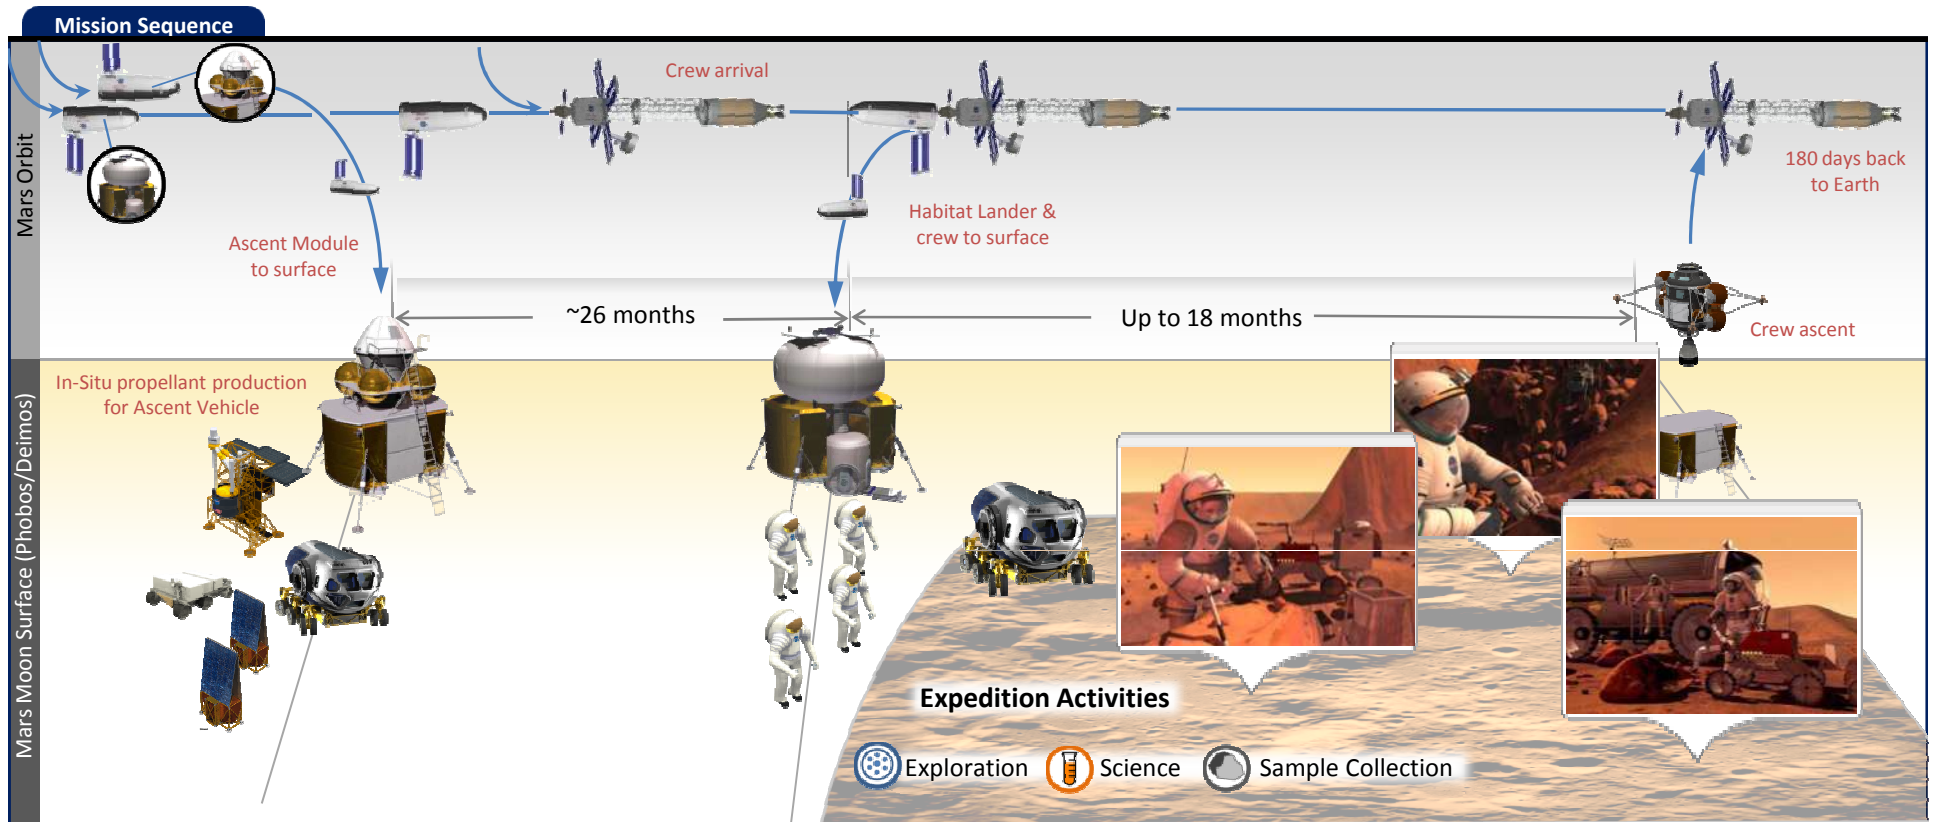 Mission Sequence
Mars Orbit
Crew arrival
180 days back
to Earth
Habitat Lander &
crew to surface
Ascent Module
to surface
~26 months
Up to 18 months
Crew ascent
Mars Moon Surface (Phobos/Deimos)
In-Situ propellant production
for Ascent Vehicle
Expedition Activities
Exploration
Science
Sample Collection